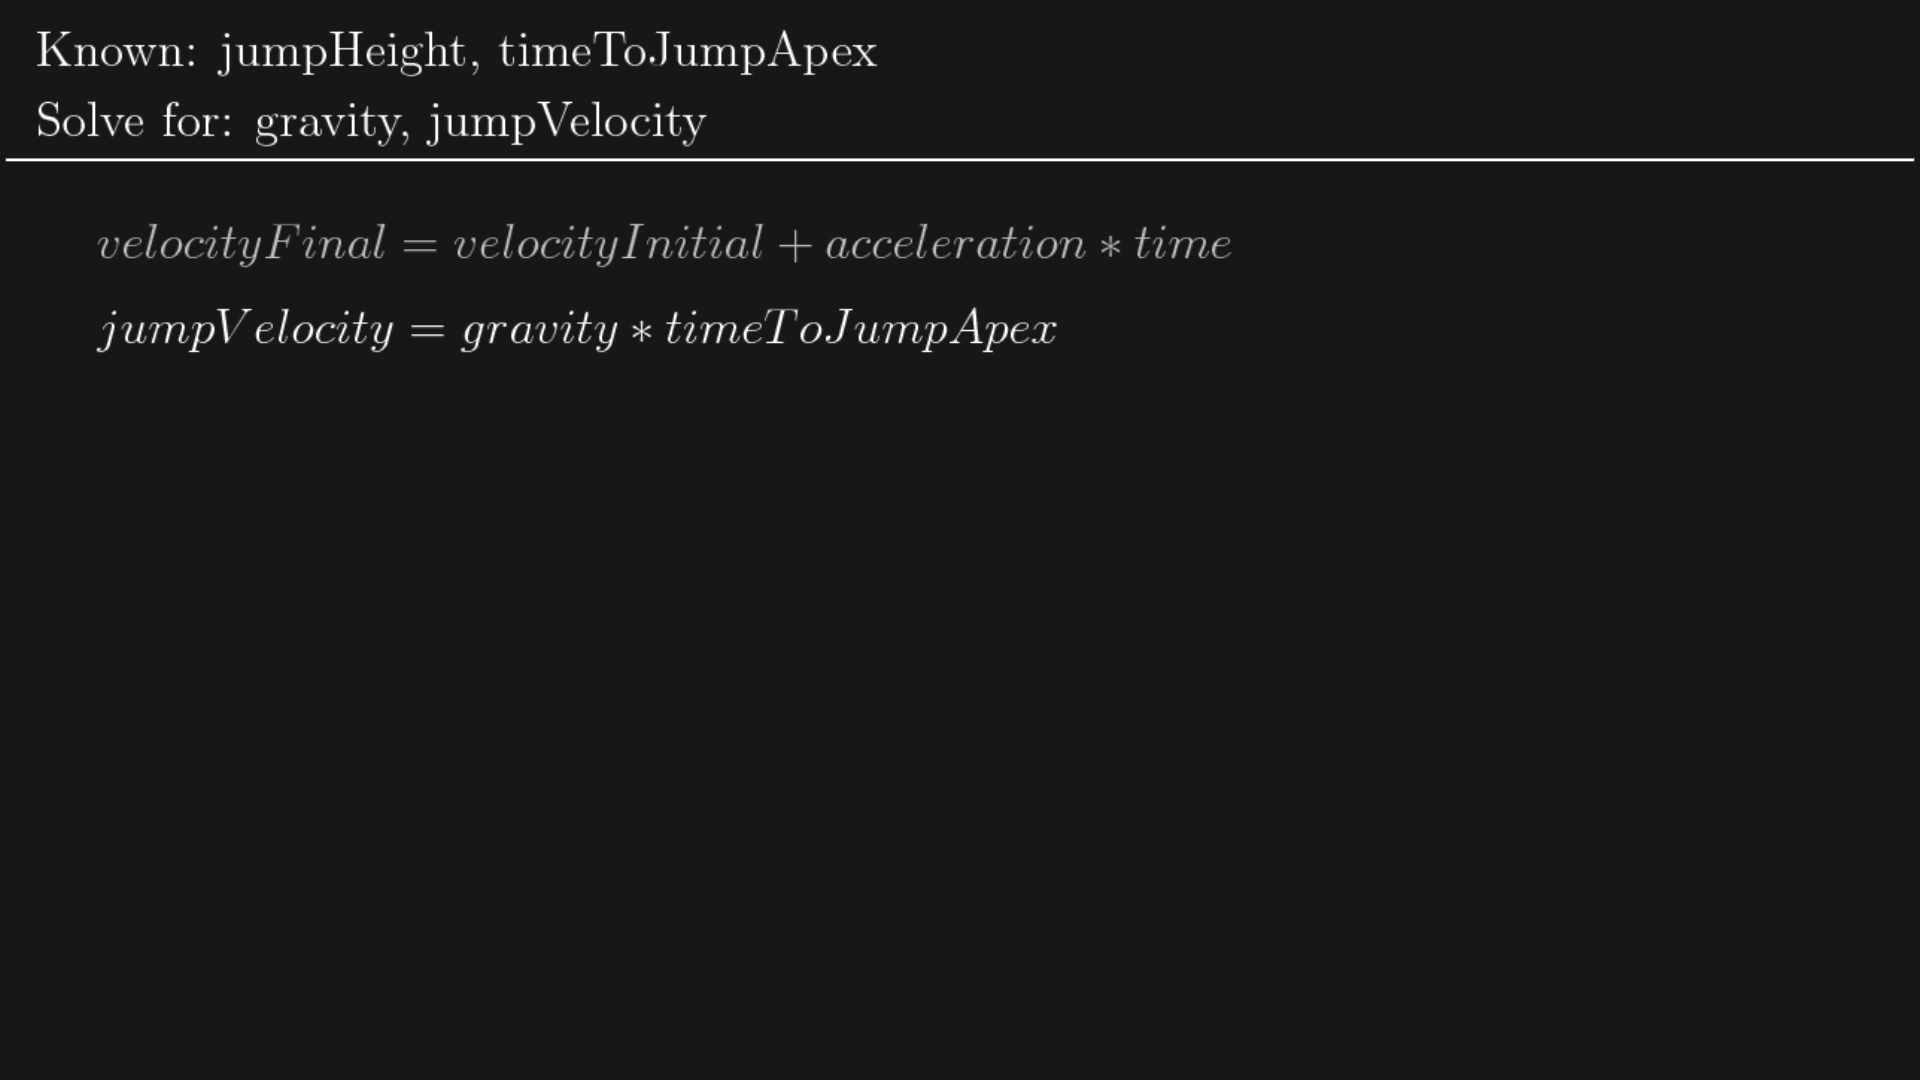 Known: jumpHeight, timeToJumpApex
Solve for: gravity, jumpVelocity
velocityFinal = velocityInitial + acceleration * time
jumpVelocity = gravity * timeToJumpApex